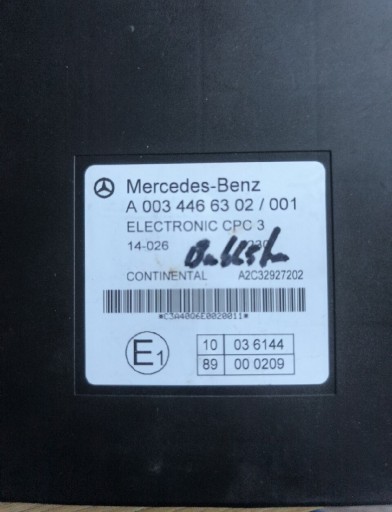 Mercedes-Benz
A 003 446 63 02 / 001
ELECTRONIC CPC 3
14-026
CONTINENTAL A2C32927202
*C3A40Q6E0020011*
E1
10 03 6144
89 00 0209